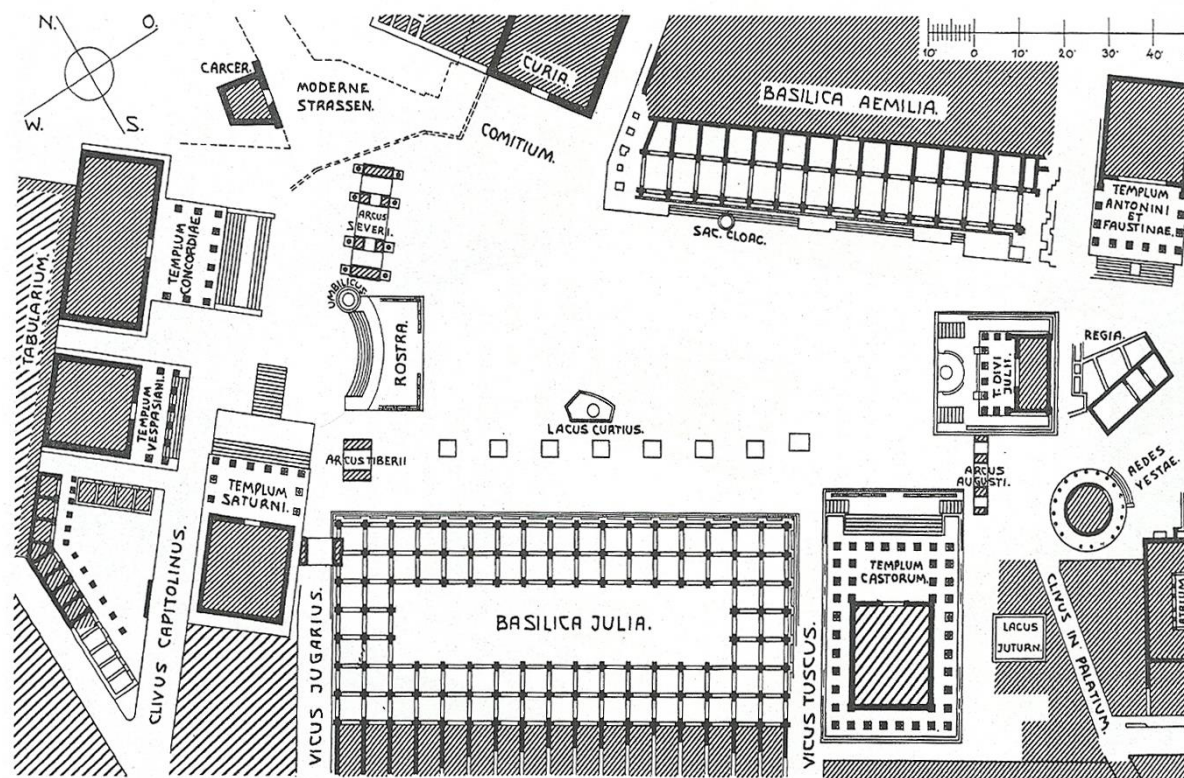 N.
O.
W.
S.
CARCER.
MODERNE
STRASSEN.
CURIA.
COMITIUM.
BASILICA AEMILIA.
10'
0
10'
20'
30'
40'
TABULARIUM.
TEMPLUM
CONCORDIAE
ARCUS
SEVERI.
UMBILICUS
ROSTRA.
SAC. CLOAC.
TEMPLUM
ANTONINI
ET
FAUSTINAE.
TEMPLUM
VESPASIANI.
T. DIVI
JULII.
REGIA.
LACUS CURTIUS.
ARCUS TIBERII
TEMPLUM
SATURNI.
ARCUS
AUGUSTI.
AEDES
VESTAE.
CLIVUS CAPITOLINUS.
VICUS JUGARIUS.
BASILICA JULIA.
VICUS TUSCUS.
TEMPLUM
CASTORUM.
LACUS
JUTURN.
CLIVUS IN PALATIUM.
ATRIUM